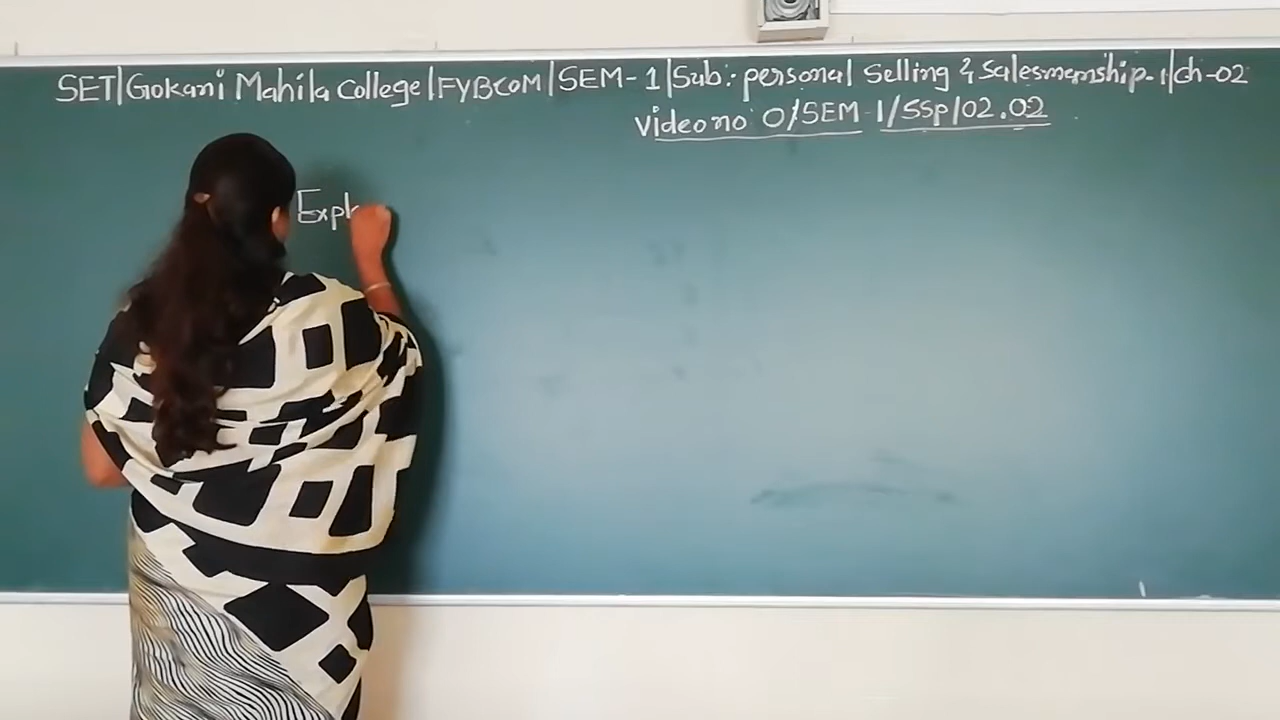 SET|Gokani Mahila College|FYBCOM|SEM-1|Sub: personal Selling & Salesmanship-1|ch-02
Video no 0/SEM-1/SSP/02.02
Expl